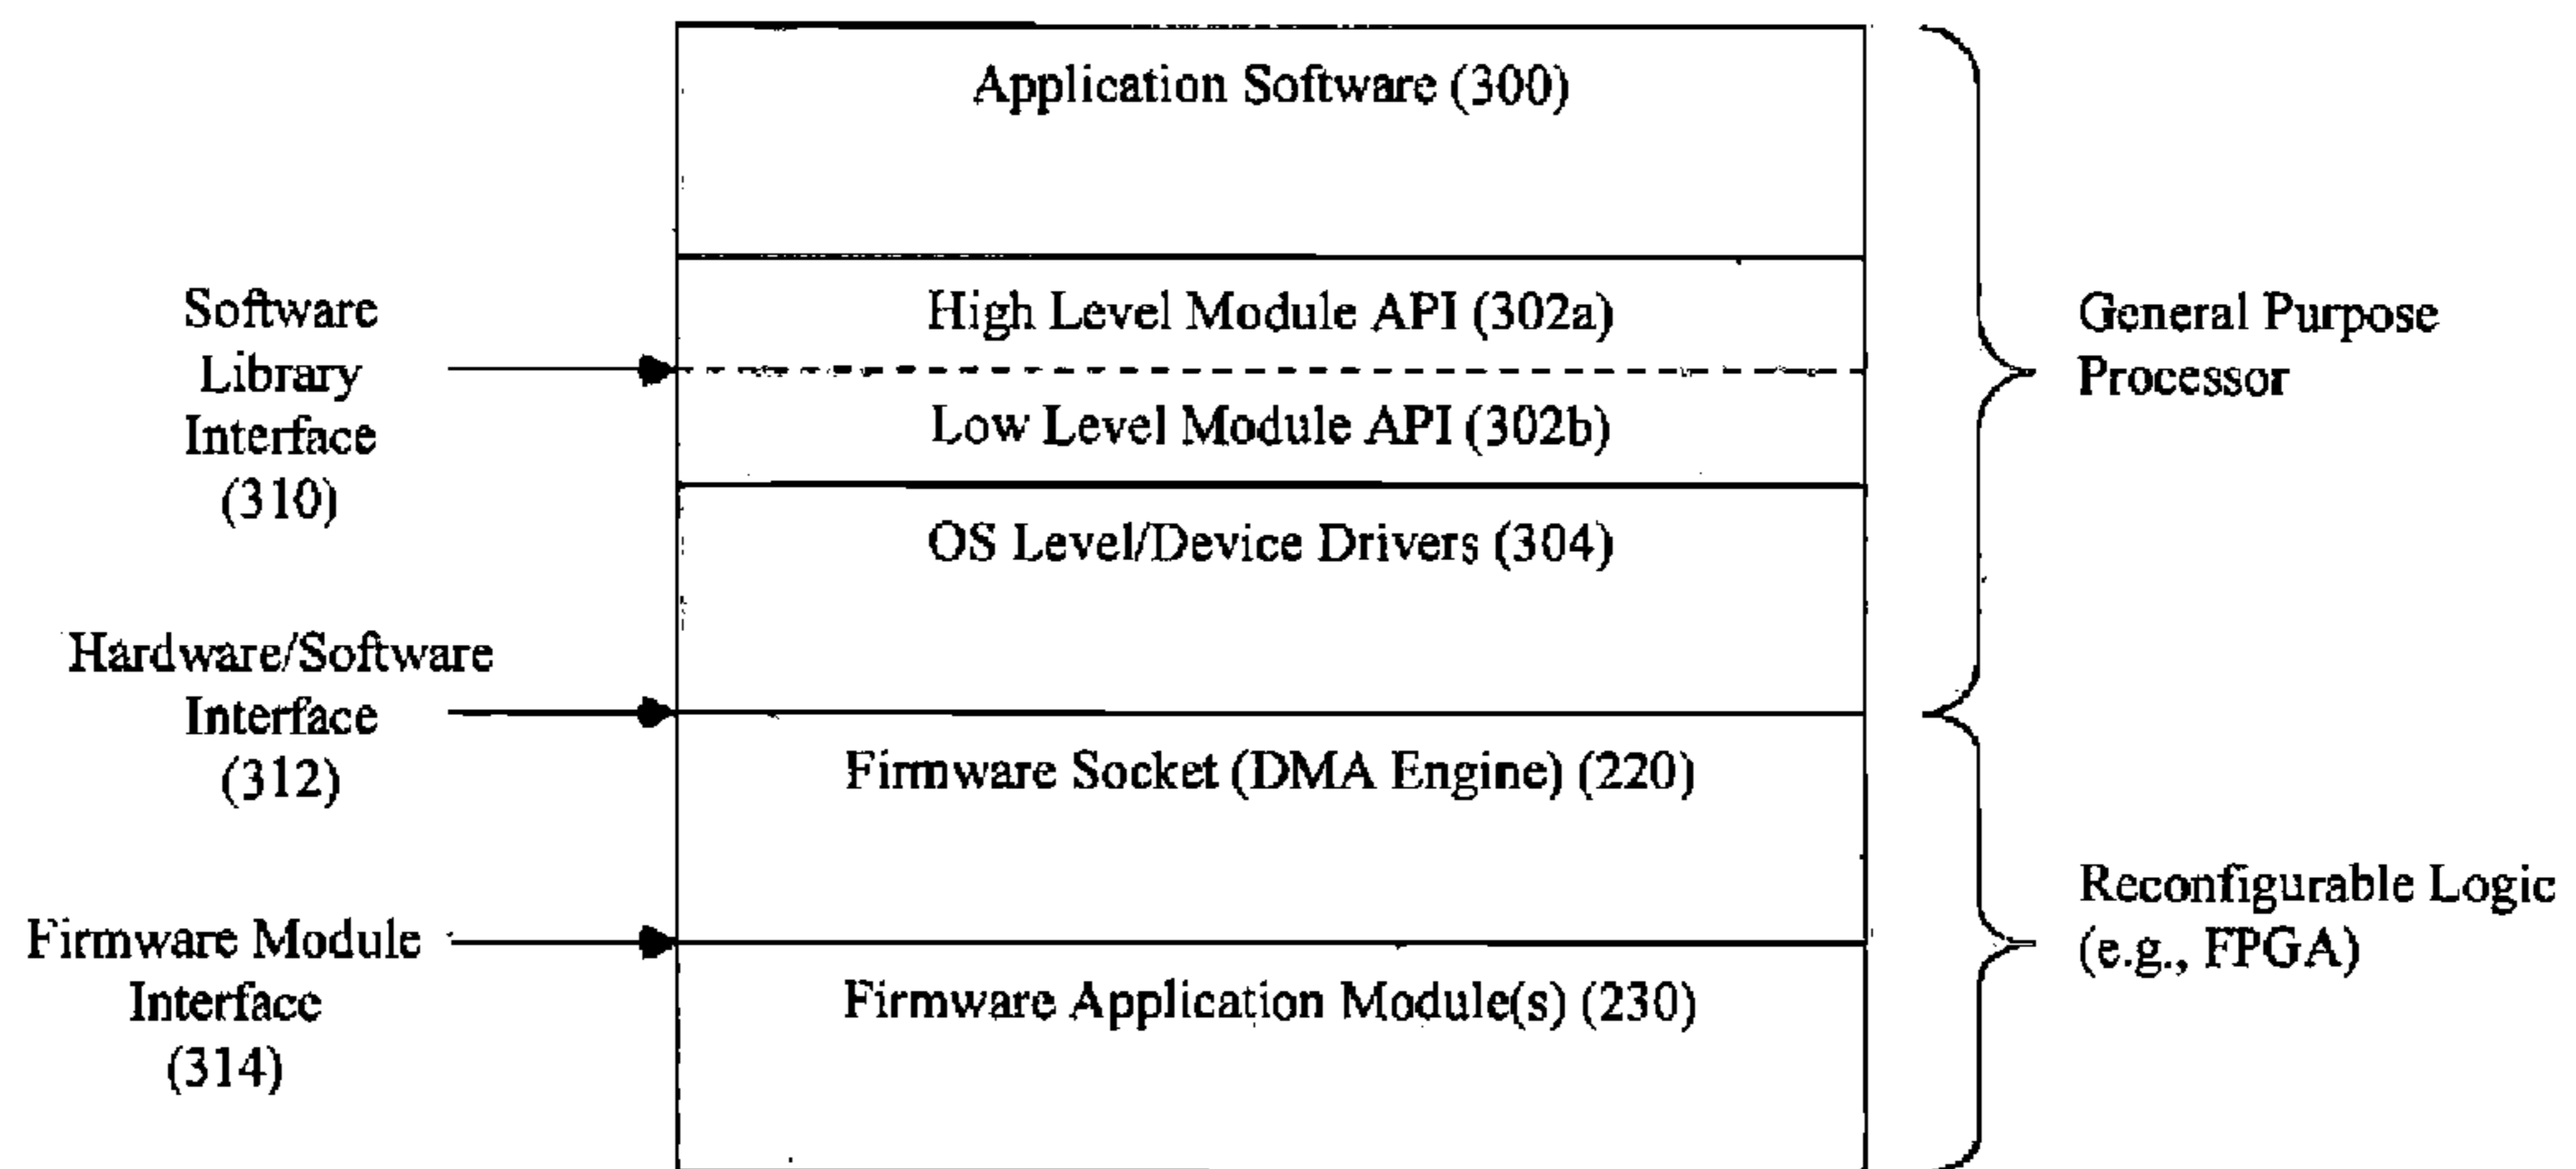 Application Software (300)
High Level Module API (302a)
Low Level Module API (302b)
OS Level/Device Drivers (304)
Firmware Socket (DMA Engine) (220)
Firmware Application Module(s) (230)
Software
Library
Interface
(310)
Hardware/Software
Interface
(312)
Firmware Module
Interface
(314)
General Purpose
Processor
Reconfigurable Logic
(e.g., FPGA)